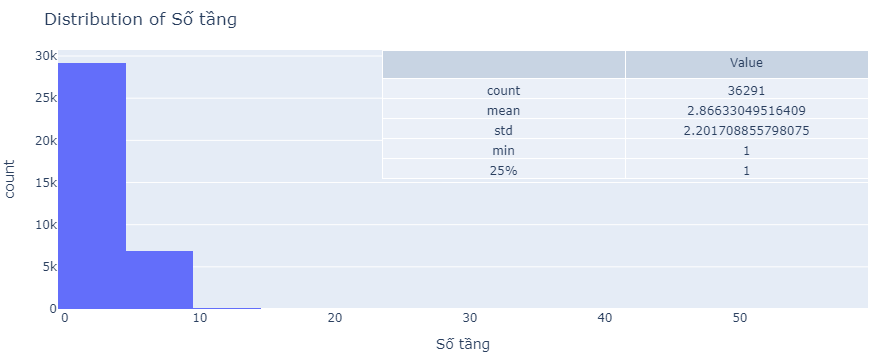 Distribution of Số tầng
30k
25k
20k
15k
10k
5k
0
count
Value
count 36291
mean 2.86633049516409
std 2.201708855798075
min 1
25% 1
0 10 20 30 40 50
Số tầng